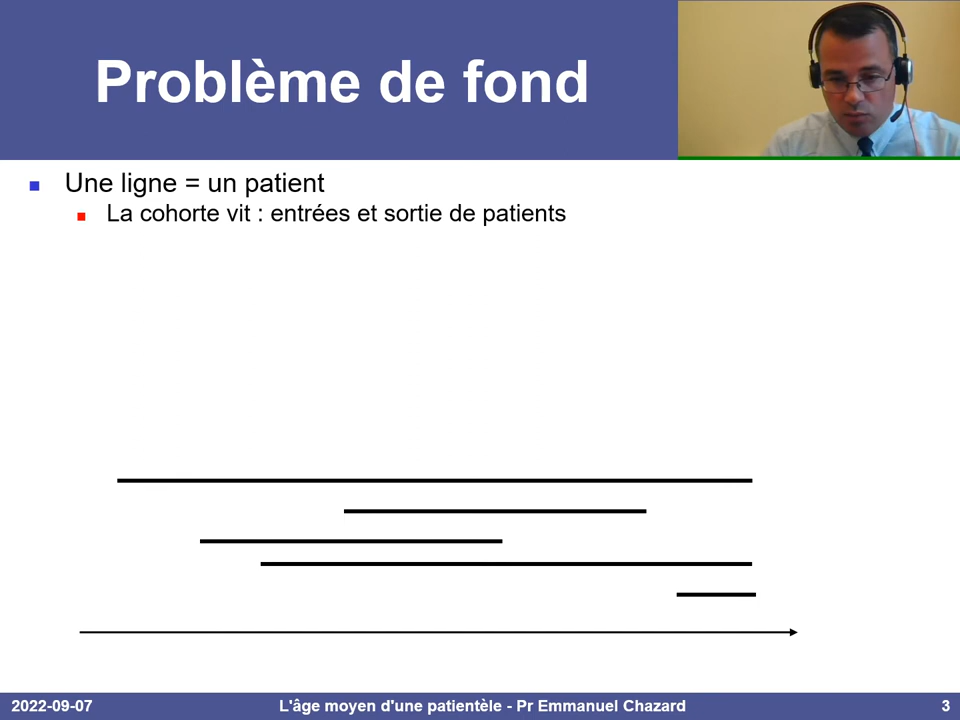 Problème de fond
Une ligne = un patient
La cohorte vit : entrées et sortie de patients
2022-09-07
L'âge moyen d'une patientèle - Pr Emmanuel Chazard
3